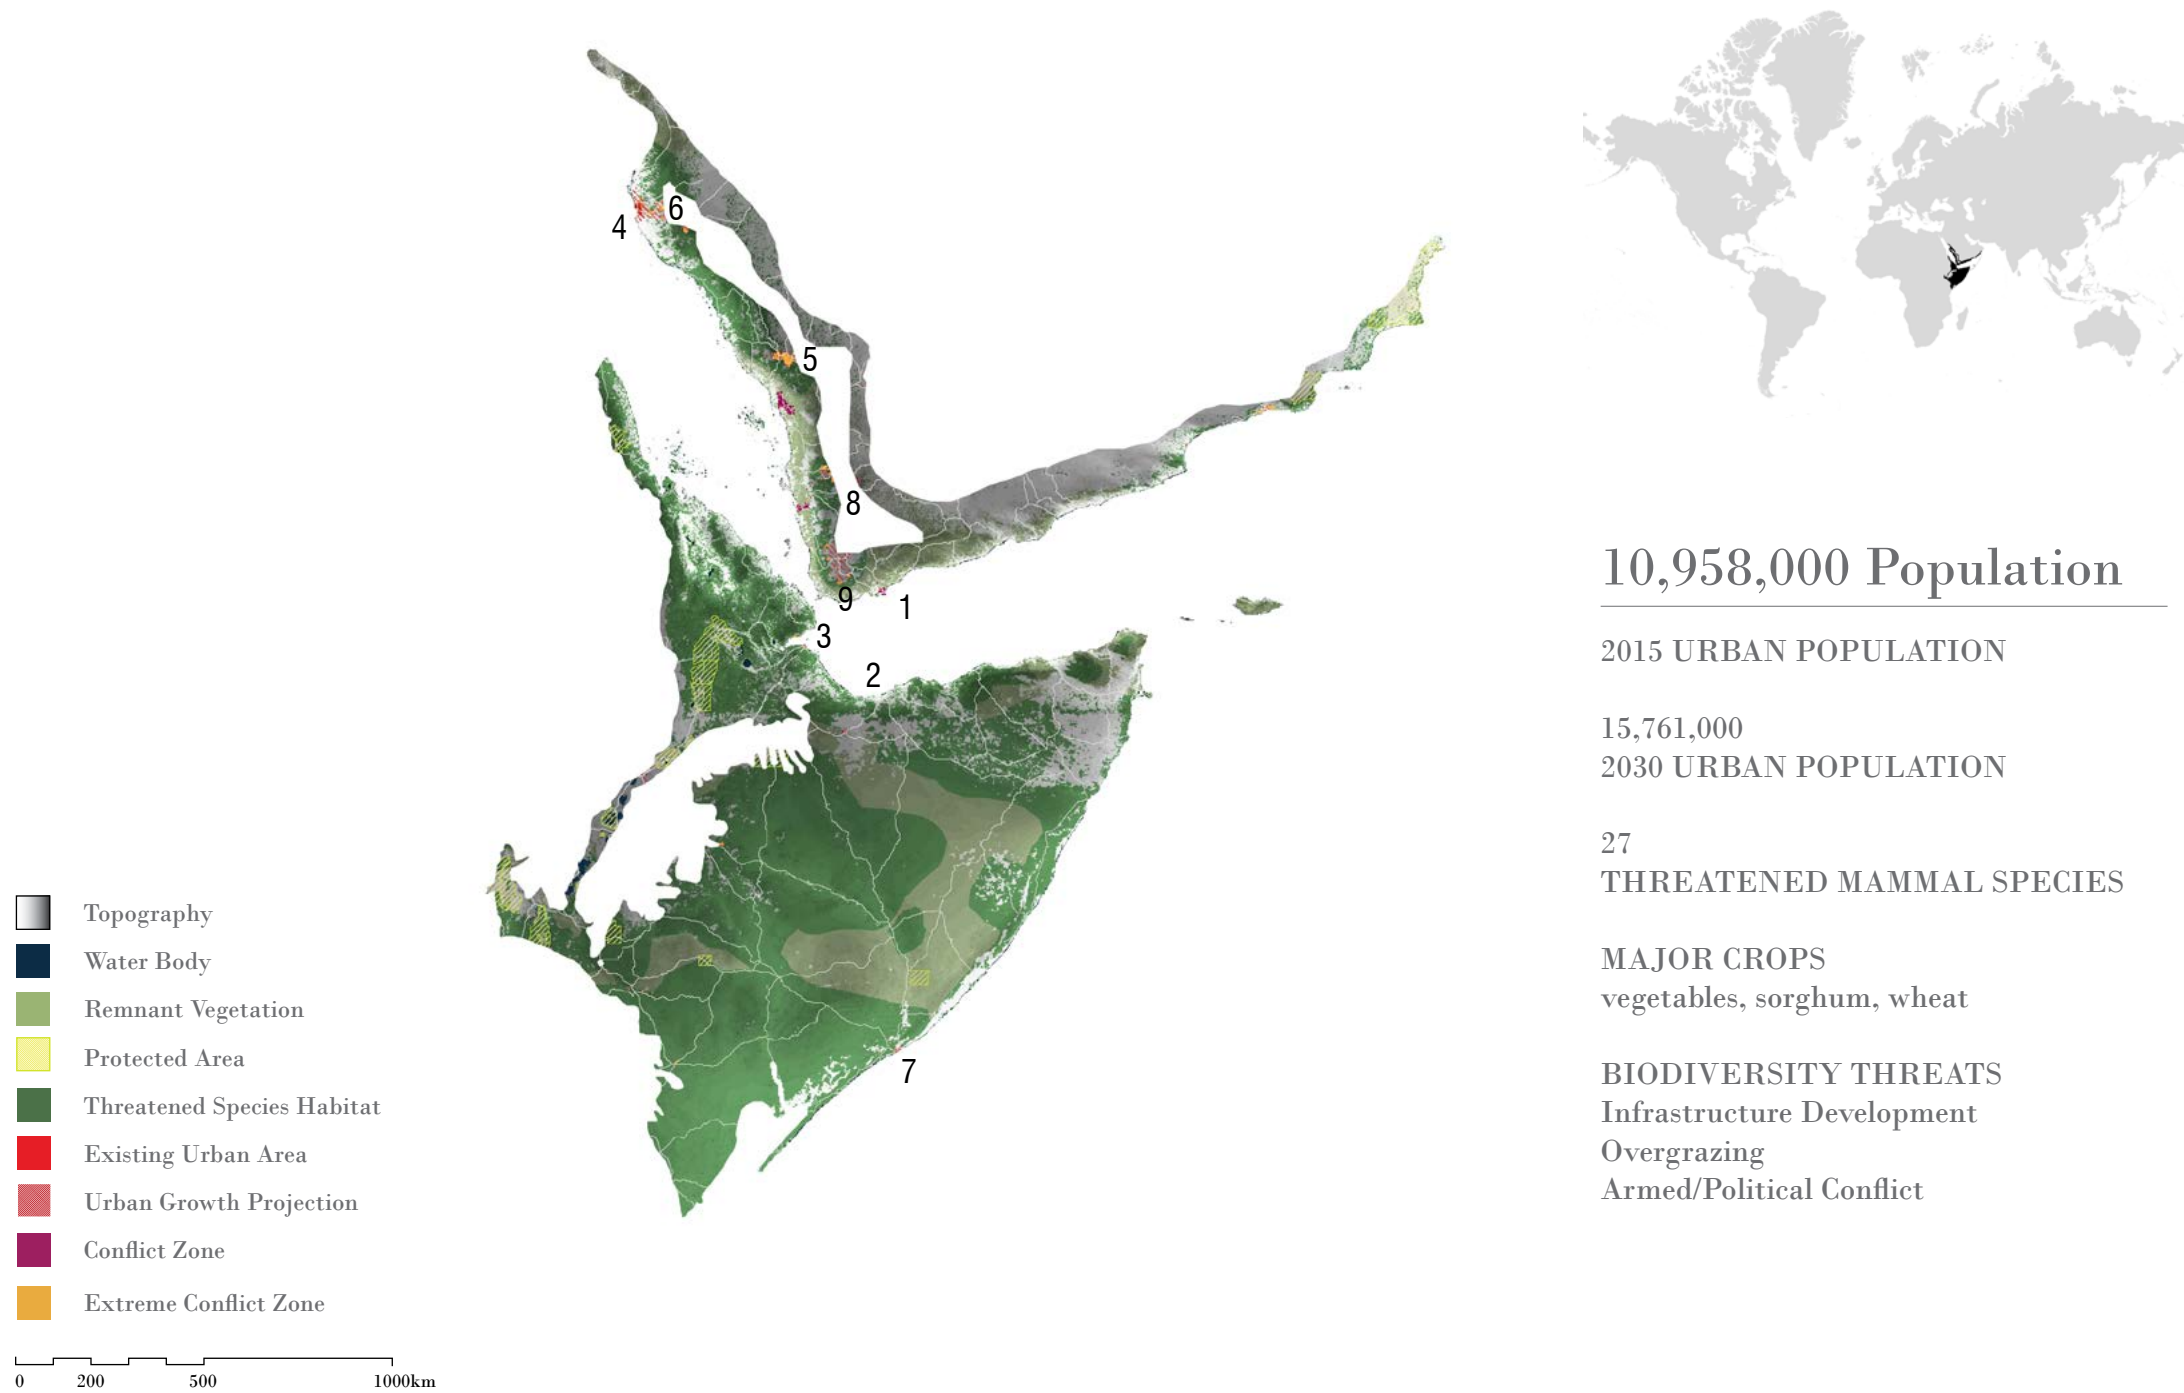 4
6
5
8
9
1
3
2
7
10,958,000 Population
2015 URBAN POPULATION
15,761,000
2030 URBAN POPULATION
27
THREATENED MAMMAL SPECIES
MAJOR CROPS
vegetables, sorghum, wheat
BIODIVERSITY THREATS
Infrastructure Development
Overgrazing
Armed/Political Conflict
Topography
Water Body
Remnant Vegetation
Protected Area
Threatened Species Habitat
Existing Urban Area
Urban Growth Projection
Conflict Zone
Extreme Conflict Zone
0 200 500 1000km